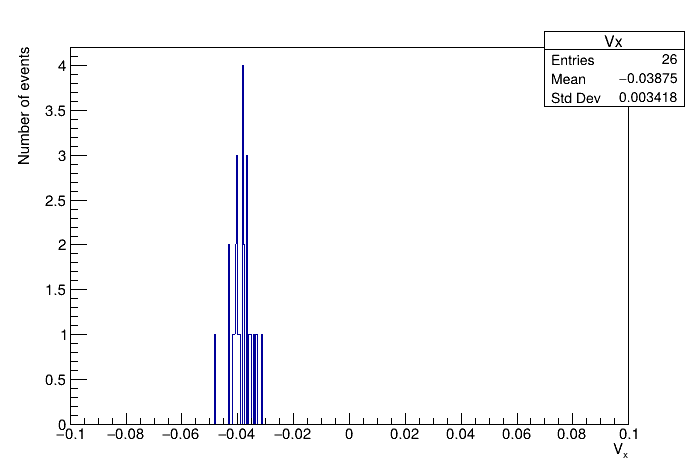 Vx
Entries 26
Mean −0.03875
Std Dev 0.003418
Number of events
4
3.5
3
2.5
2
1.5
1
0.5
0
−0.1 −0.08 −0.06 −0.04 −0.02 0 0.02 0.04 0.06 0.08 0.1
Vx